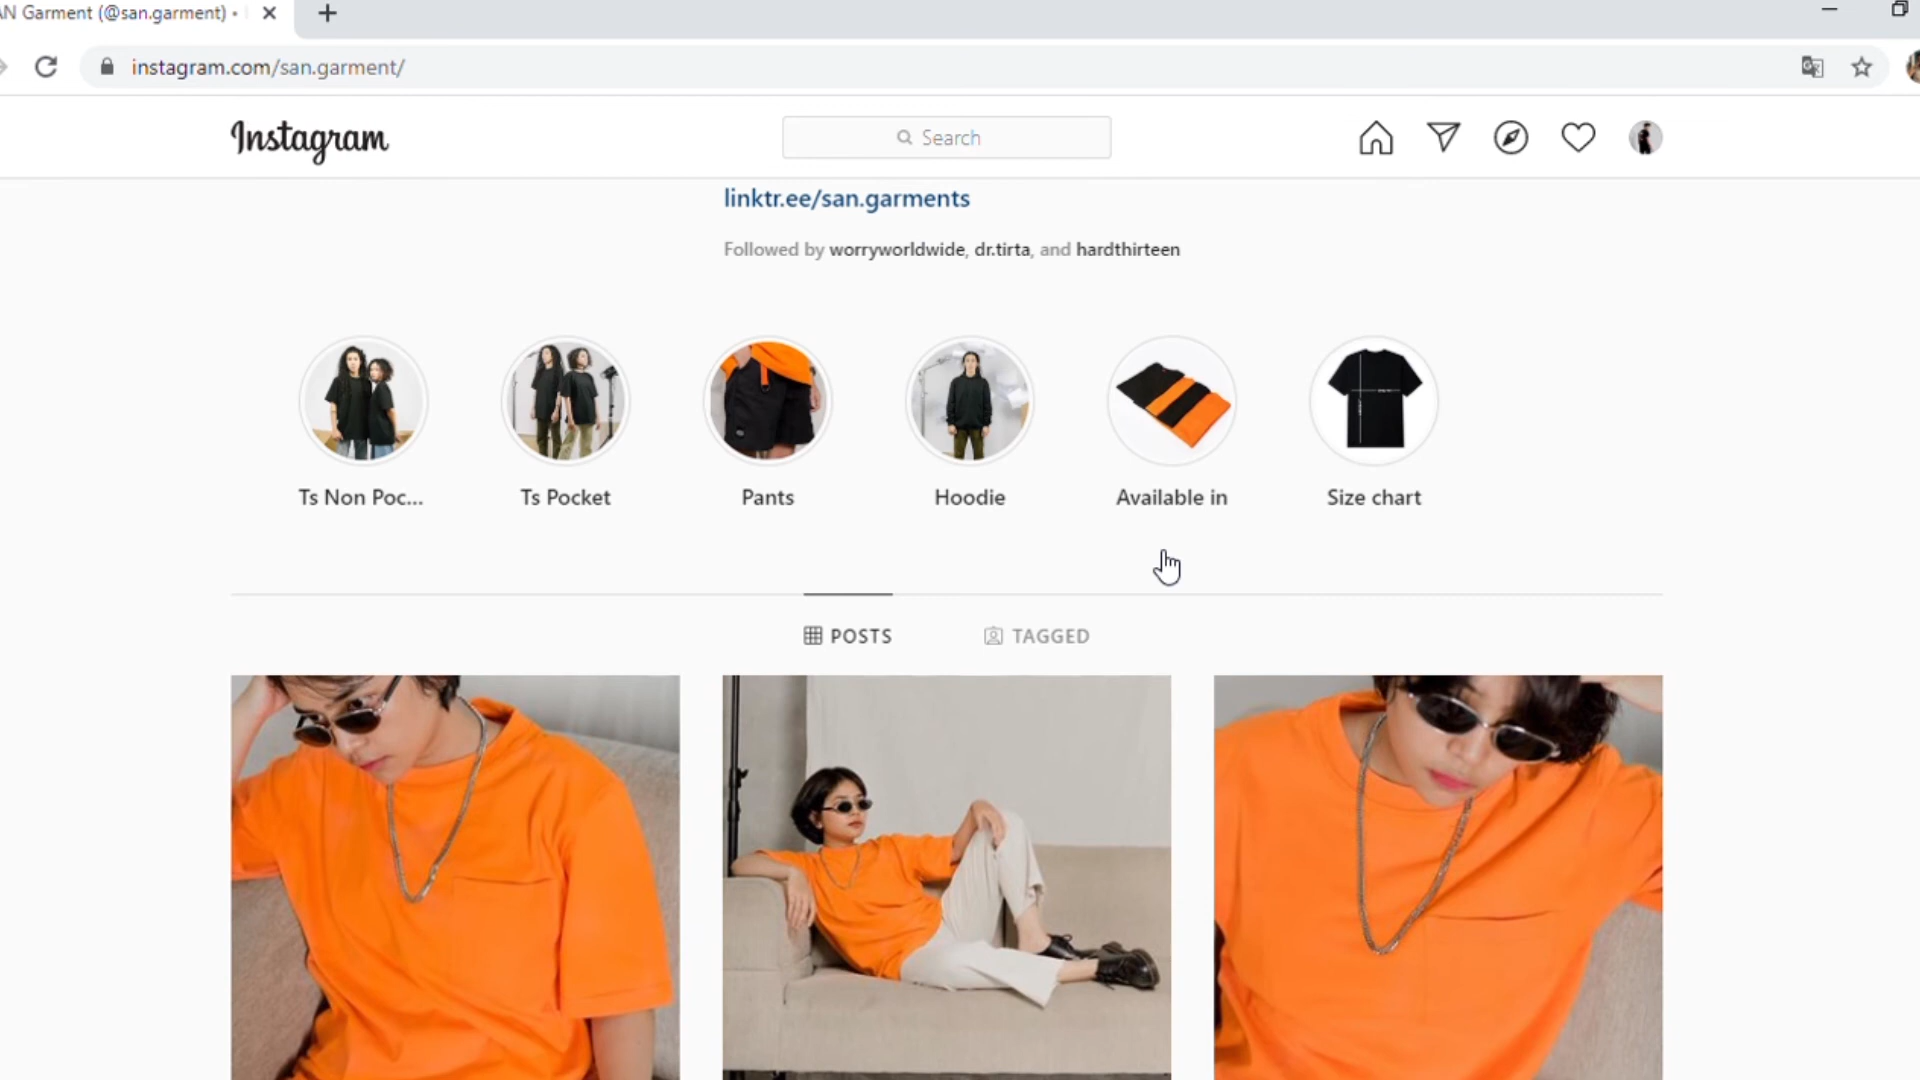 AN Garment (@san.garment) •
instagram.com/san.garment/
Instagram
Search
linktr.ee/san.garments
Followed by worryworldwide, dr.tirta, and hardthirteen
Ts Non Poc...
Ts Pocket
Pants
Hoodie
Available in
Size chart
POSTS
TAGGED